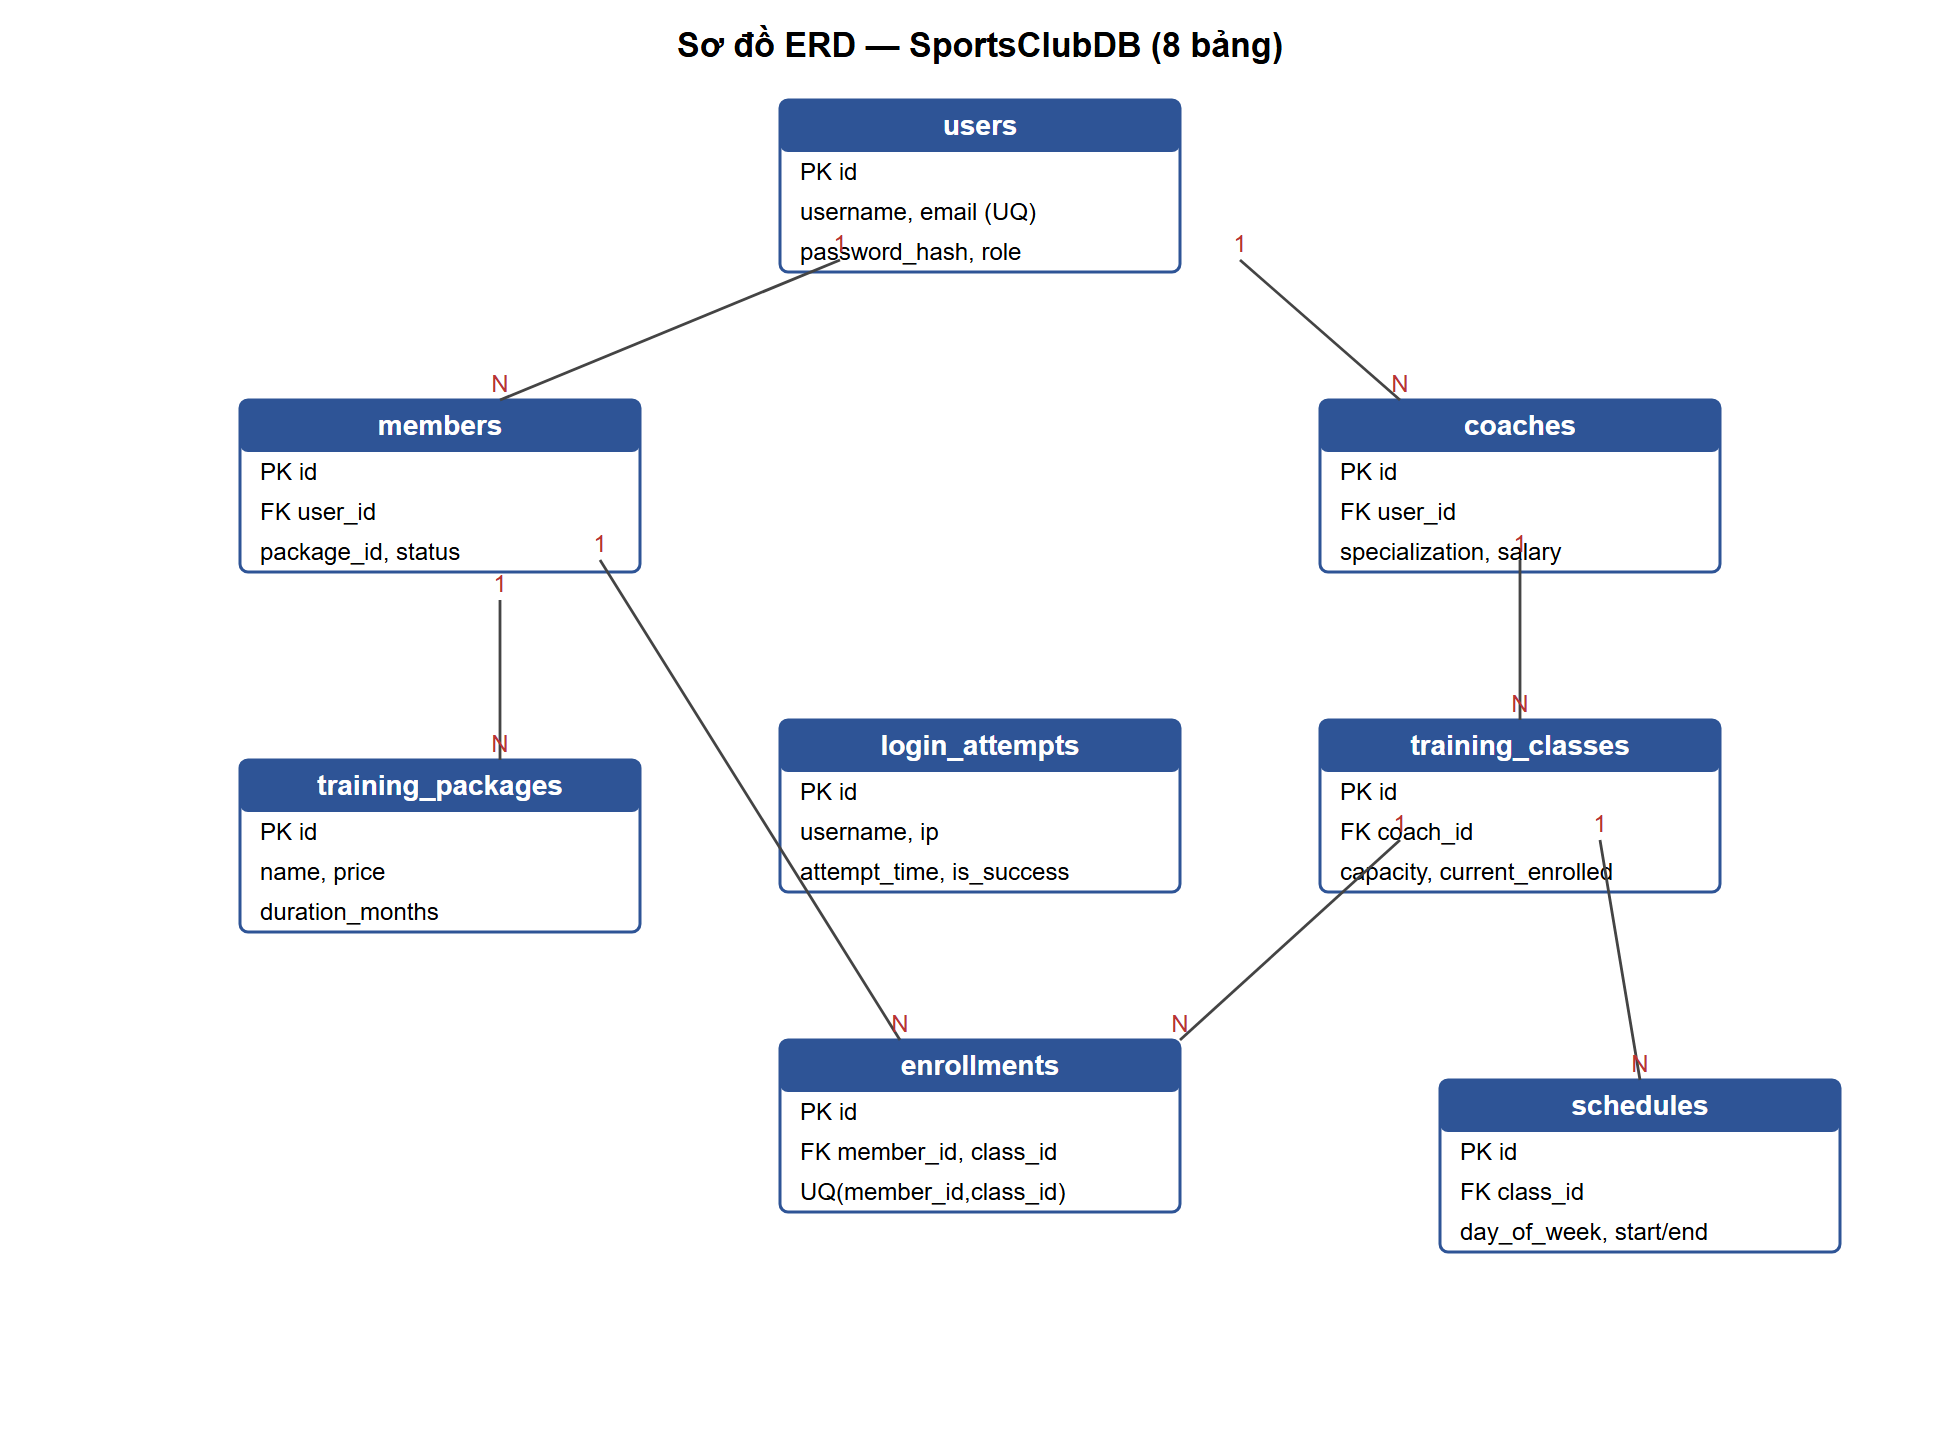 Sơ đồ ERD — SportsClubDB (8 bảng)
users
PK id
username, email (UQ)
password_hash, role
1
1
N
N
members
PK id
FK user_id
package_id, status
1
1
coaches
PK id
FK user_id
specialization, salary
1
N
N
training_packages
PK id
name, price
duration_months
login_attempts
PK id
username, ip
attempt_time, is_success
training_classes
PK id
FK coach_id
capacity, current_enrolled
1
1
N
N
N
enrollments
PK id
FK member_id, class_id
UQ(member_id,class_id)
schedules
PK id
FK class_id
day_of_week, start/end